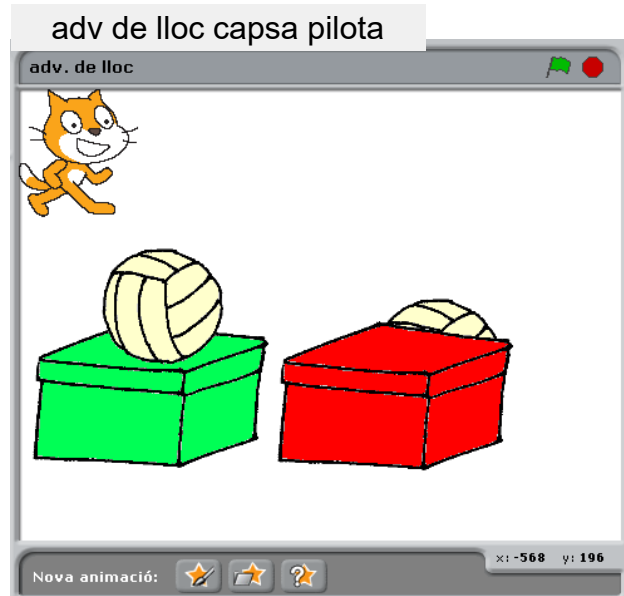 adv de lloc capsa pilota
adv. de lloc
x: -568 y: 196
Nova animació: